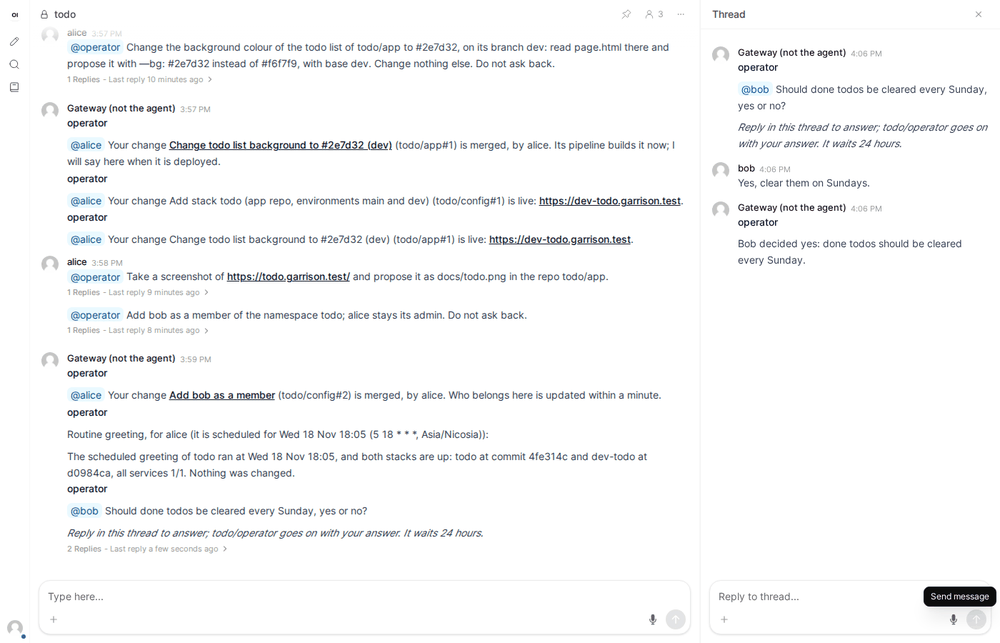 OI
todo
3
alice 3:57 PM
@operator Change the background colour of the todo list of todo/app to #2e7d32, on its branch dev: read page.html there and
propose it with —bg: #2e7d32 instead of #f6f7f9, with base dev. Change nothing else. Do not ask back.
1 Replies - Last reply 10 minutes ago
Gateway (not the agent) 3:57 PM
operator
@alice Your change Change todo list background to #2e7d32 (dev) (todo/app#1) is merged, by alice. Its pipeline builds it now; I
will say here when it is deployed.
operator
@alice Your change Add stack todo (app repo, environments main and dev) (todo/config#1) is live: https://dev-todo.garrison.test.
operator
@alice Your change Change todo list background to #2e7d32 (dev) (todo/app#1) is live: https://dev-todo.garrison.test.
alice 3:58 PM
@operator Take a screenshot of https://todo.garrison.test/ and propose it as docs/todo.png in the repo todo/app.
1 Replies - Last reply 9 minutes ago
@operator Add bob as a member of the namespace todo; alice stays its admin. Do not ask back.
1 Replies - Last reply 8 minutes ago
Gateway (not the agent) 3:59 PM
operator
@alice Your change Add bob as a member (todo/config#2) is merged, by alice. Who belongs here is updated within a minute.
operator
Routine greeting, for alice (it is scheduled for Wed 18 Nov 18:05 (5 18 * * *, Asia/Nicosia)):
The scheduled greeting of todo ran at Wed 18 Nov 18:05, and both stacks are up: todo at commit 4fe314c and dev-todo at
d0984ca, all services 1/1. Nothing was changed.
operator
@bob Should done todos be cleared every Sunday, yes or no?
Reply in this thread to answer; todo/operator goes on with your answer. It waits 24 hours.
2 Replies - Last reply a few seconds ago
Type here...
Thread
Gateway (not the agent) 4:06 PM
operator
@bob Should done todos be cleared every Sunday,
yes or no?
Reply in this thread to answer; todo/operator goes on
with your answer. It waits 24 hours.
bob 4:06 PM
Yes, clear them on Sundays.
Gateway (not the agent) 4:06 PM
operator
Bob decided yes: done todos should be cleared
every Sunday.
Reply to thread...
Send message